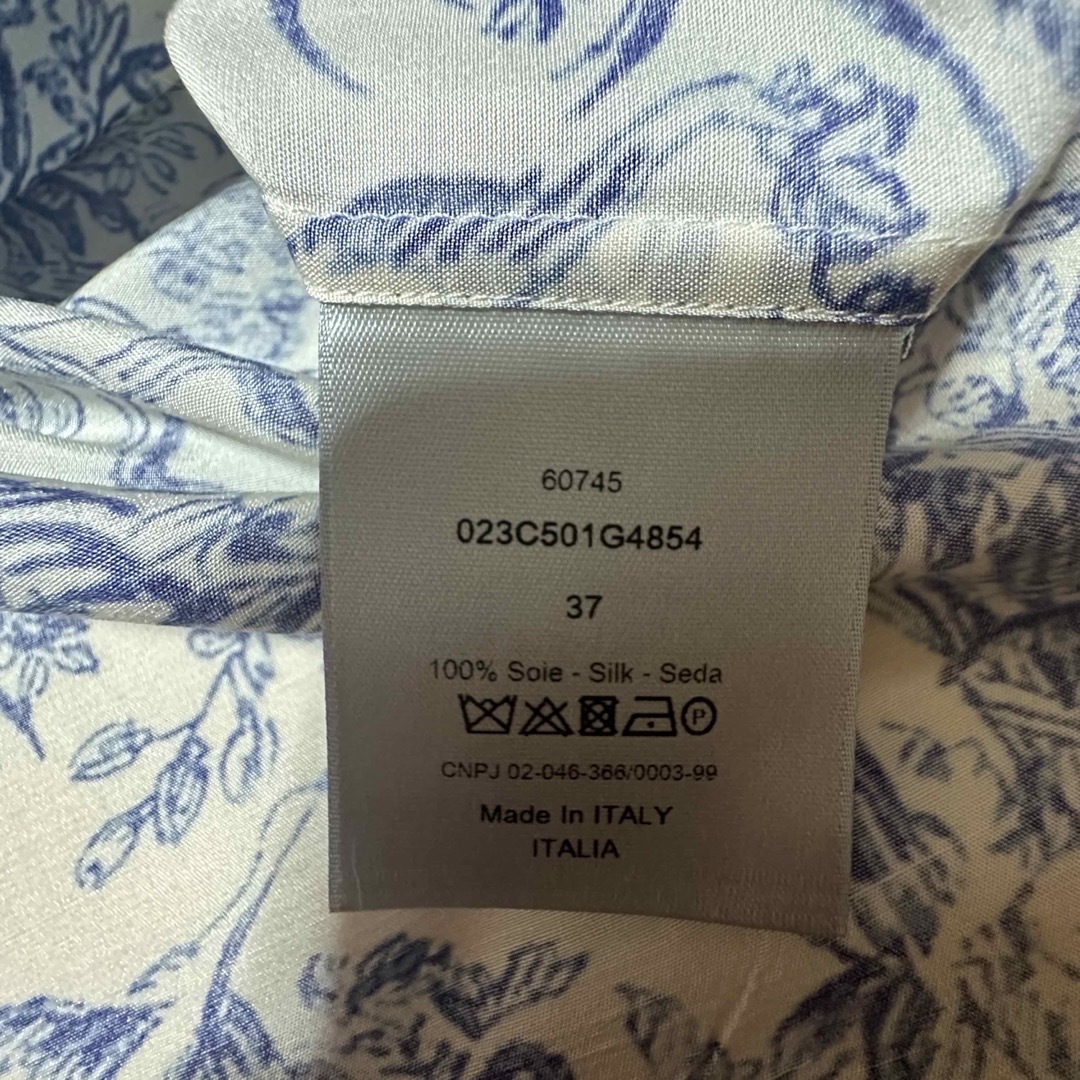 60745
023C501G4854
37
100% Soie - Silk - Seda
P
CNPJ 02-046-366/0003-99
Made In ITALY
ITALIA